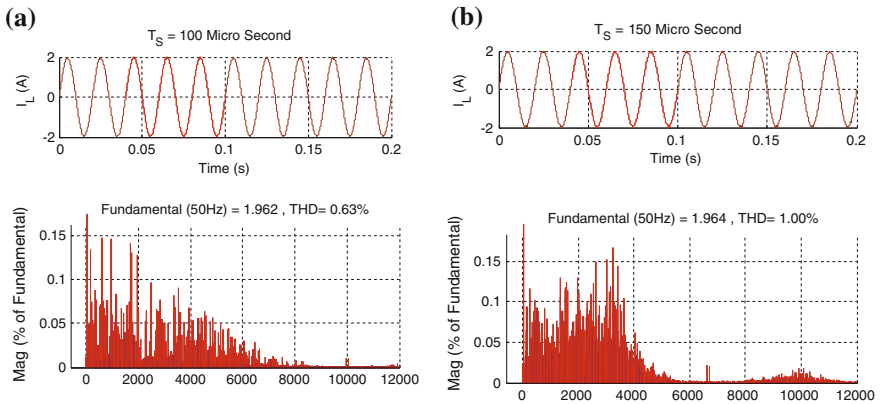 (a)
T_S = 100 Micro Second
I_L (A)
2
0
-2
0 0.05 0.1 0.15 0.2
Time (s)
Fundamental (50Hz) = 1.962 , THD= 0.63%
Mag (% of Fundamental)
0.15
0.1
0.05
0
0 2000 4000 6000 8000 10000 12000
(b)
T_S = 150 Micro Second
I_L (A)
2
0
-2
0 0.05 0.1 0.15 0.2
Time (s)
Fundamental (50Hz) = 1.964 , THD= 1.00%
Mag (% of Fundamental)
0.15
0.1
0.05
0
0 2000 4000 6000 8000 10000 12000